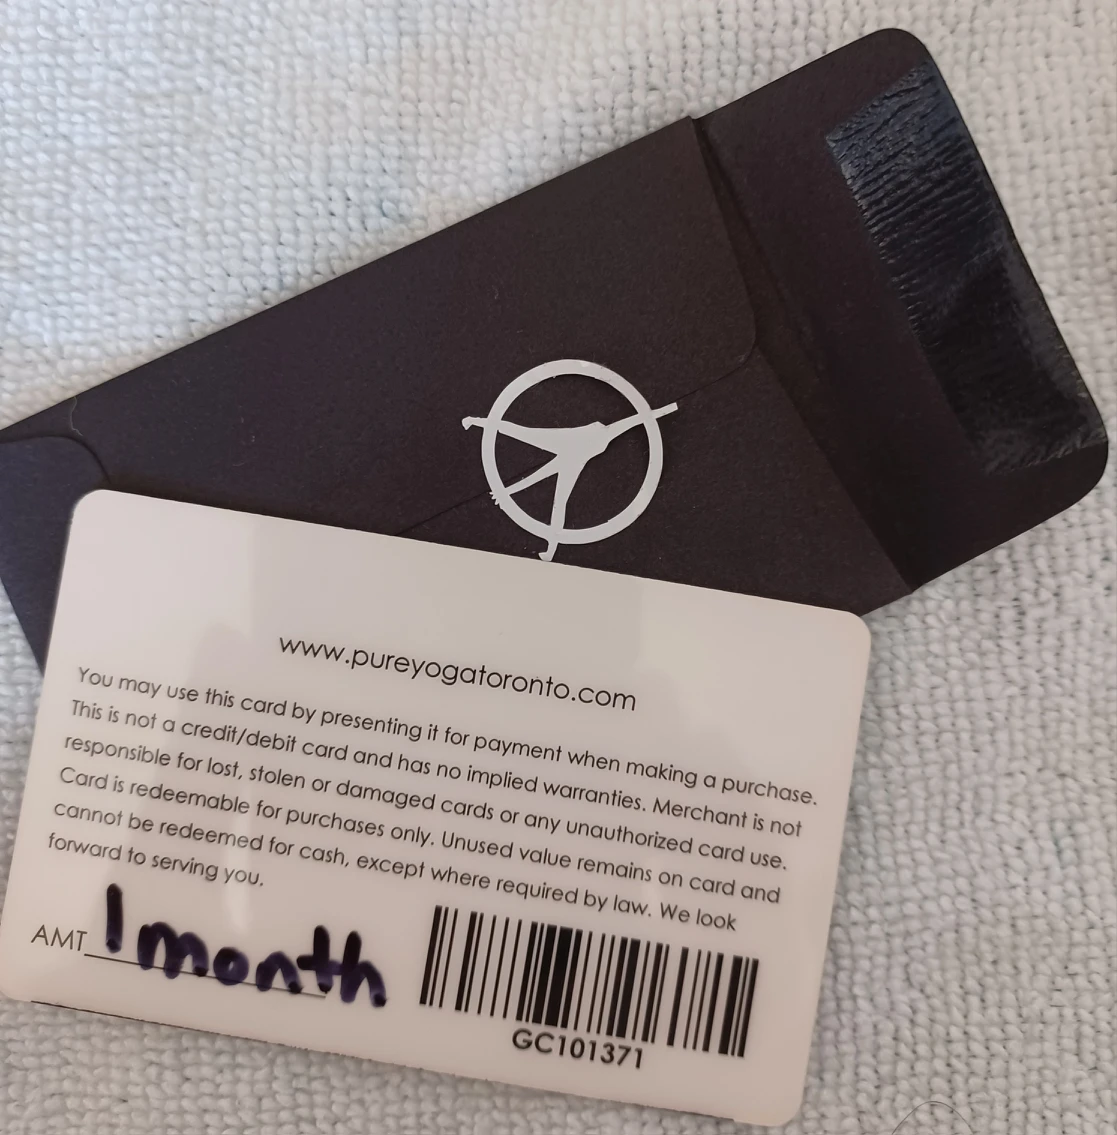 www.pureyogatoronto.com
You may use this card by presenting it for payment when making a purchase.
This is not a credit/debit card and has no implied warranties. Merchant is not
responsible for lost, stolen or damaged cards or any unauthorized card use.
Card is redeemable for purchases only. Unused value remains on card and
cannot be redeemed for cash, except where required by law. We look
forward to serving you.
AMT 1 month
GC101371